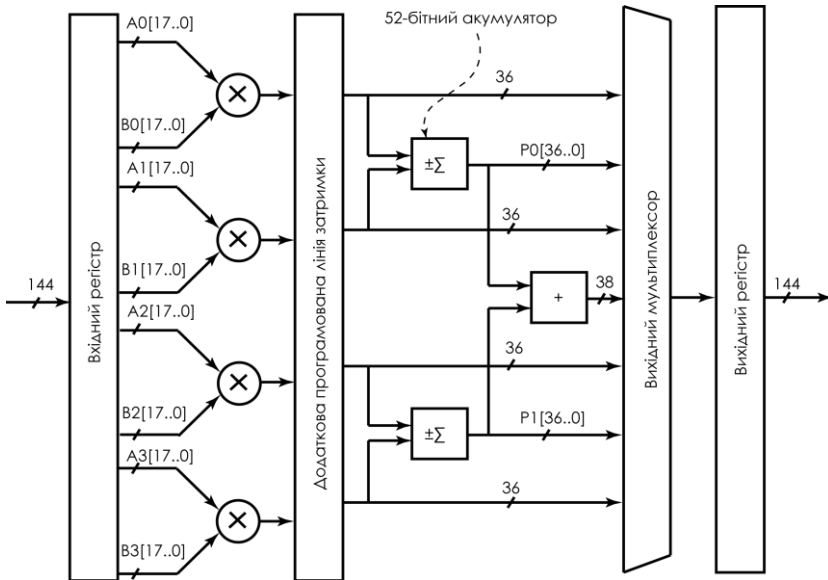 52-бітний акумулятор
A0[17..0]
B0[17..0]
A1[17..0]
B1[17..0]
A2[17..0]
B2[17..0]
A3[17..0]
B3[17..0]
144
Вхідний регістр
Додаткова програмована лінія затримки
36
±Σ
P0[36..0]
36
+
38
36
±Σ
P1[36..0]
36
Вихідний мультиплексор
Вихідний регістр
144